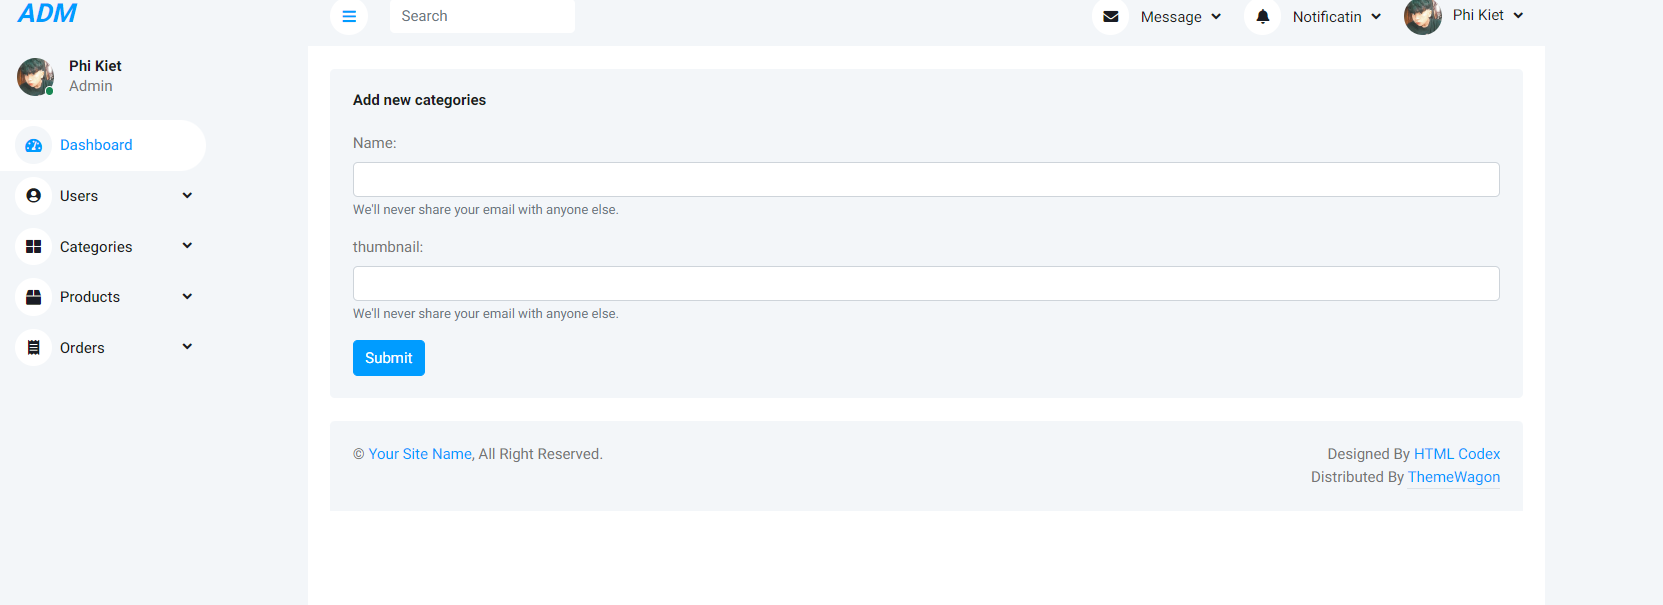 ADM
Search
Message
Notificatin
Phi Kiet
Phi Kiet
Admin
Dashboard
Users
Categories
Products
Orders
Add new categories
Name:
We'll never share your email with anyone else.
thumbnail:
We'll never share your email with anyone else.
Submit
© Your Site Name, All Right Reserved.
Designed By HTML Codex
Distributed By ThemeWagon